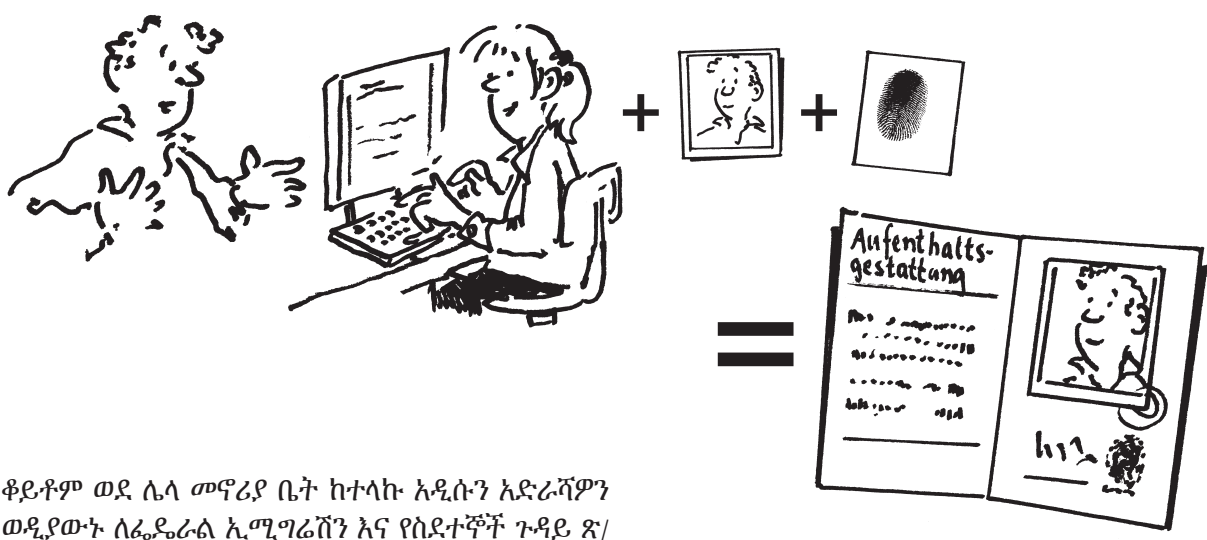 Aufenthalts-
gestattung
ቆይቶም ወደ ሌላ መኖሪያ ቤት ከተላኩ አዲሱን አድራሻዎን
ወዲያውኑ ለፌዴራል ኢሚግሬሽን እና የስደተኞች ጉዳይ ጽ/